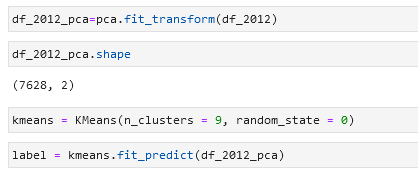 df_2012_pca=pca.fit_transform(df_2012)
df_2012_pca.shape
(7628, 2)
kmeans = KMeans(n_clusters = 9, random_state = 0)
label = kmeans.fit_predict(df_2012_pca)